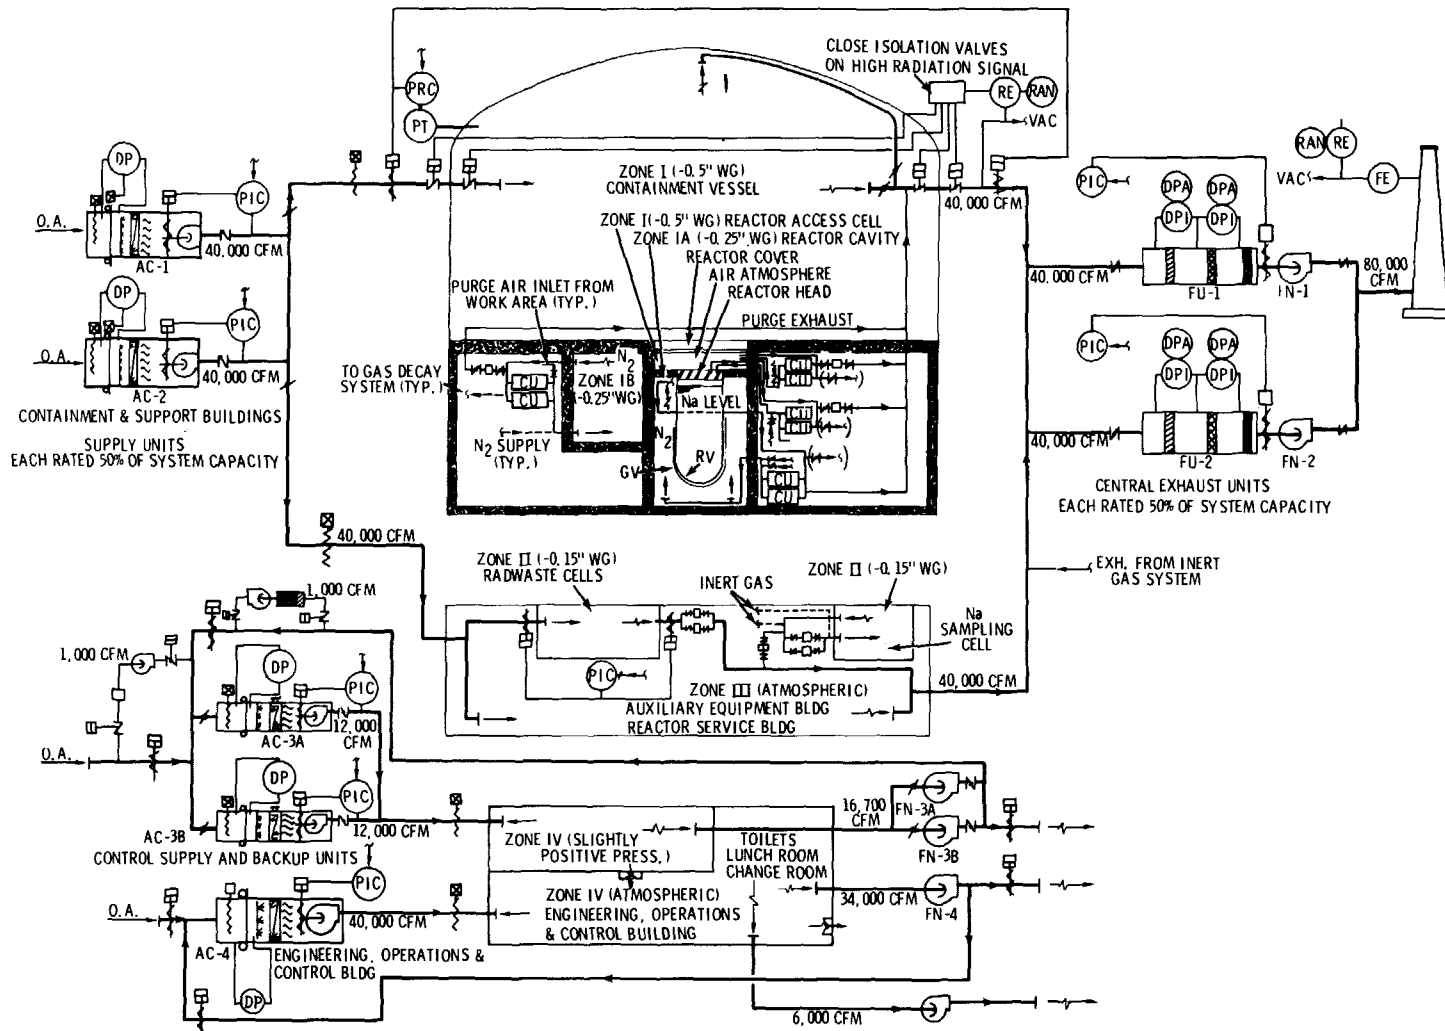 CLOSE ISOLATION VALVES
ON HIGH RADIATION SIGNAL
PRC
PT
RE
RAN
VAC
ZONE I (-0.5" WG)
CONTAINMENT VESSEL
ZONE I (-0.5" WG) REACTOR ACCESS CELL
ZONE IA (-0.25" WG) REACTOR CAVITY
REACTOR COVER
AIR ATMOSPHERE
REACTOR HEAD
PURGE AIR INLET FROM
WORK AREA (TYP.)
PURGE EXHAUST
40,000 CFM
DP
PIC
O.A.
40,000 CFM
AC-1
DP
PIC
O.A.
40,000 CFM
AC-2
CONTAINMENT & SUPPORT BUILDINGS
SUPPLY UNITS
EACH RATED 50% OF SYSTEM CAPACITY
TO GAS DECAY
SYSTEM (TYP.)
CU
CU
N2
ZONE IB
(-0.25" WG)
N2 SUPPLY
(TYP.)
Na LEVEL
N2
GV
RV
CU
CU
CU
CU
CU
CU
RAN
RE
VAC
FE
PIC
DPA
DPA
DPI
DPI
40,000 CFM
FU-1
FN-1
80,000
CFM
PIC
DPA
DPA
DPI
DPI
40,000 CFM
FU-2
FN-2
CENTRAL EXHAUST UNITS
EACH RATED 50% OF SYSTEM CAPACITY
EXH. FROM INERT
GAS SYSTEM
40,000 CFM
ZONE II (-0.15" WG)
RADWASTE CELLS
INERT GAS
ZONE II (-0.15" WG)
Na
SAMPLING
CELL
PIC
ZONE III (ATMOSPHERIC)
AUXILIARY EQUIPMENT BLDG
REACTOR SERVICE BLDG
40,000 CFM
1,000 CFM
1,000 CFM
DP
PIC
AC-3A
12,000
CFM
O.A.
DP
PIC
AC-3B
12,000 CFM
CONTROL SUPPLY AND BACKUP UNITS
PIC
O.A.
40,000 CFM
AC-4
ENGINEERING, OPERATIONS &
CONTROL BLDG
DP
ZONE IV (SLIGHTLY
POSITIVE PRESS.)
ZONE IV (ATMOSPHERIC)
ENGINEERING, OPERATIONS
& CONTROL BUILDING
TOILETS
LUNCH ROOM
CHANGE ROOM
16,700
CFM
FN-3A
FN-3B
34,000 CFM
FN-4
6,000 CFM